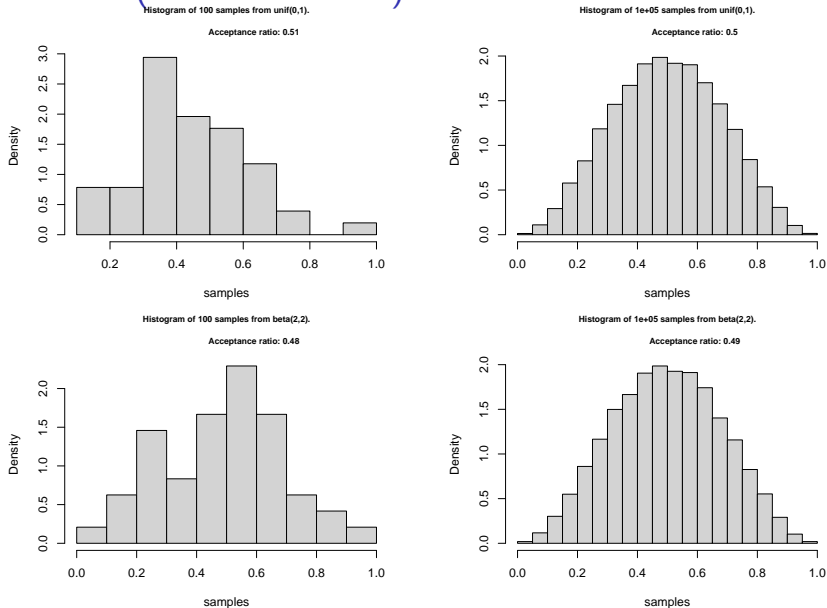 Histogram of 100 samples from unif(0,1).
Acceptance ratio: 0.51
Density
0.0 0.5 1.0 1.5 2.0 2.5 3.0
0.2 0.4 0.6 0.8 1.0
samples
Histogram of 1e+05 samples from unif(0,1).
Acceptance ratio: 0.5
Density
0.0 0.5 1.0 1.5 2.0
0.0 0.2 0.4 0.6 0.8 1.0
samples
Histogram of 100 samples from beta(2,2).
Acceptance ratio: 0.48
Density
0.0 0.5 1.0 1.5 2.0
0.0 0.2 0.4 0.6 0.8 1.0
samples
Histogram of 1e+05 samples from beta(2,2).
Acceptance ratio: 0.49
Density
0.0 0.5 1.0 1.5 2.0
0.0 0.2 0.4 0.6 0.8 1.0
samples